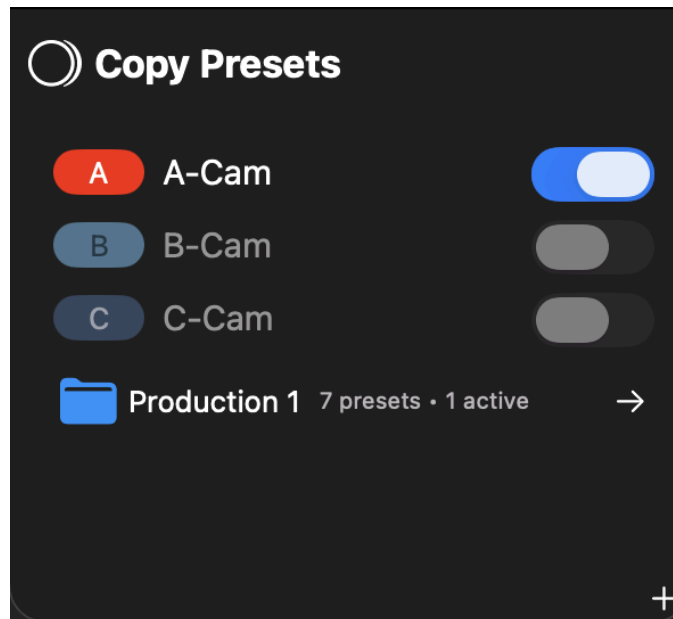 Copy Presets
A A-Cam
B B-Cam
C C-Cam
Production 1 7 presets • 1 active